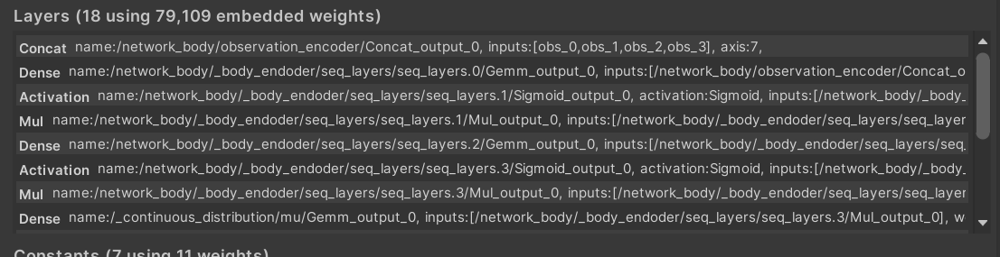 Layers (18 using 79,109 embedded weights)
Concat name:/network_body/observation_encoder/Concat_output_0, inputs:[obs_0,obs_1,obs_2,obs_3], axis:7,
Dense name:/network_body/_body_endoder/seq_layers/seq_layers.0/Gemm_output_0, inputs:[/network_body/observation_encoder/Concat_o
Activation name:/network_body/_body_endoder/seq_layers/seq_layers.1/Sigmoid_output_0, activation:Sigmoid, inputs:[/network_body/_body_
Mul name:/network_body/_body_endoder/seq_layers/seq_layers.1/Mul_output_0, inputs:[/network_body/_body_endoder/seq_layers/seq_layer
Dense name:/network_body/_body_endoder/seq_layers/seq_layers.2/Gemm_output_0, inputs:[/network_body/_body_endoder/seq_layers/seq_
Activation name:/network_body/_body_endoder/seq_layers/seq_layers.3/Sigmoid_output_0, activation:Sigmoid, inputs:[/network_body/_body_
Mul name:/network_body/_body_endoder/seq_layers/seq_layers.3/Mul_output_0, inputs:[/network_body/_body_endoder/seq_layers/seq_layer
Dense name:/_continuous_distribution/mu/Gemm_output_0, inputs:[/network_body/_body_endoder/seq_layers/seq_layers.3/Mul_output_0], w
Constants (7 using 11 weights)